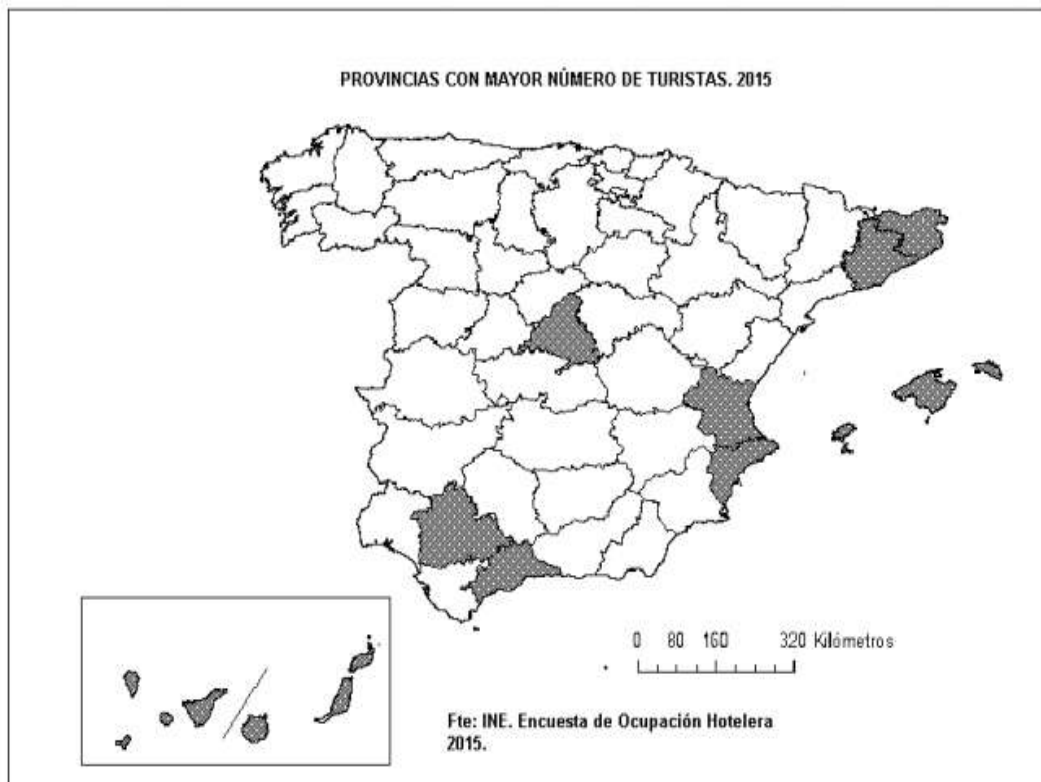 PROVINCIAS CON MAYOR NÚMERO DE TURISTAS. 2015
0 80 160 320 Kilómetros
Fte: INE. Encuesta de Ocupación Hotelera
2015.